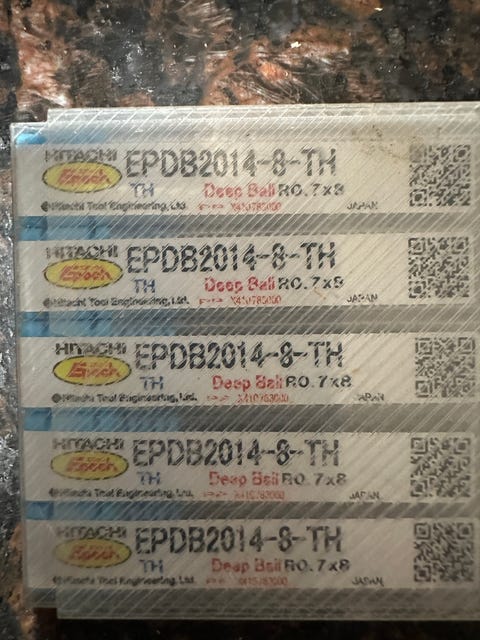 HITACHI EPDB2014-8-TH
Epoch TH Deep Ball R0.7x8
Hitachi Tool Engineering, Ltd. JAPAN
HITACHI EPDB2014-8-TH
Epoch TH Deep Ball R0.7x8
Hitachi Tool Engineering, Ltd. JAPAN
HITACHI EPDB2014-8-TH
Epoch TH Deep Ball R0.7x8
Hitachi Tool Engineering, Ltd. JAPAN
HITACHI EPDB2014-8-TH
Epoch TH Deep Ball R0.7x8
Hitachi Tool Engineering, Ltd. JAPAN
HITACHI EPDB2014-8-TH
Epoch TH Deep Ball R0.7x8
Hitachi Tool Engineering, Ltd. JAPAN